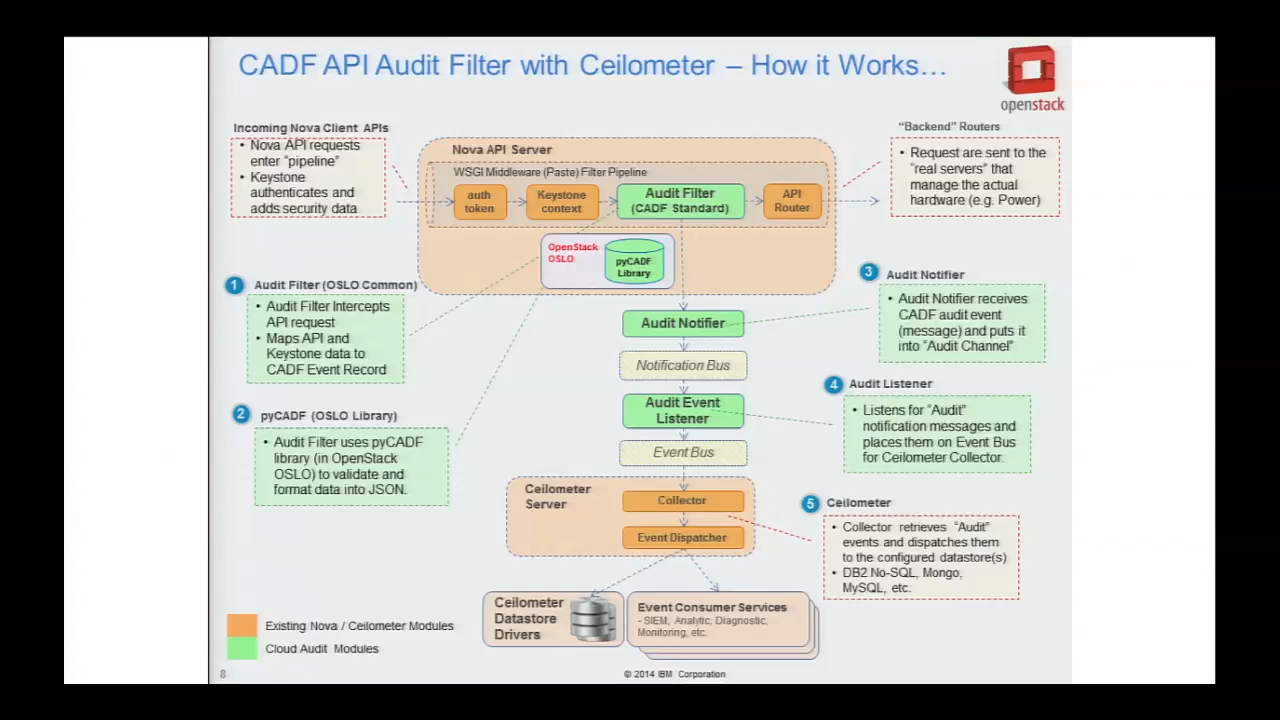 CADF API Audit Filter with Ceilometer – How it Works…
openstack
Incoming Nova Client APIs
• Nova API requests
enter "pipeline"
• Keystone
authenticates and
adds security data
Nova API Server
WSGI Middleware (Paste) Filter Pipeline
auth
token
Keystone
context
Audit Filter
(CADF Standard)
API
Router
OpenStack
OSLO
pyCADF
Library
"Backend" Routers
• Request are sent to the
"real servers" that
manage the actual
hardware (e.g. Power)
1 Audit Filter (OSLO Common)
• Audit Filter Intercepts
API request
• Maps API and
Keystone data to
CADF Event Record
2 pyCADF (OSLO Library)
• Audit Filter uses pyCADF
library (in OpenStack
OSLO) to validate and
format data into JSON.
Audit Notifier
Notification Bus
Audit Event
Listener
Event Bus
Ceilometer
Server
Collector
Event Dispatcher
Ceilometer
Datastore
Drivers
Event Consumer Services
- SIEM, Analytic, Diagnostic,
Monitoring, etc.
3 Audit Notifier
• Audit Notifier receives
CADF audit event
(message) and puts it
into "Audit Channel"
4 Audit Listener
• Listens for "Audit"
notification messages and
places them on Event Bus
for Ceilometer Collector.
5 Ceilometer
• Collector retrieves "Audit"
events and dispatches them
to the configured datastore(s)
• DB2 No-SQL, Mongo,
MySQL, etc.
Existing Nova / Ceilometer Modules
Cloud Audit Modules
8
© 2014 IBM Corporation